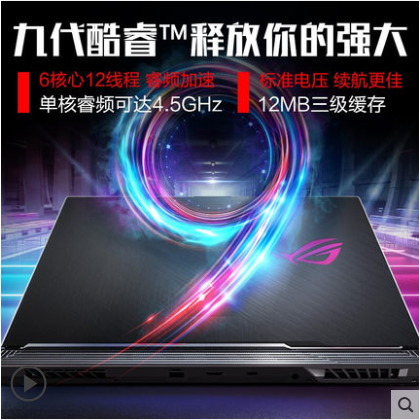 九代酷睿™释放你的强大
6核心12线程 睿频加速
标准电压 续航更佳
单核睿频可达4.5GHz
12MB三级缓存
9